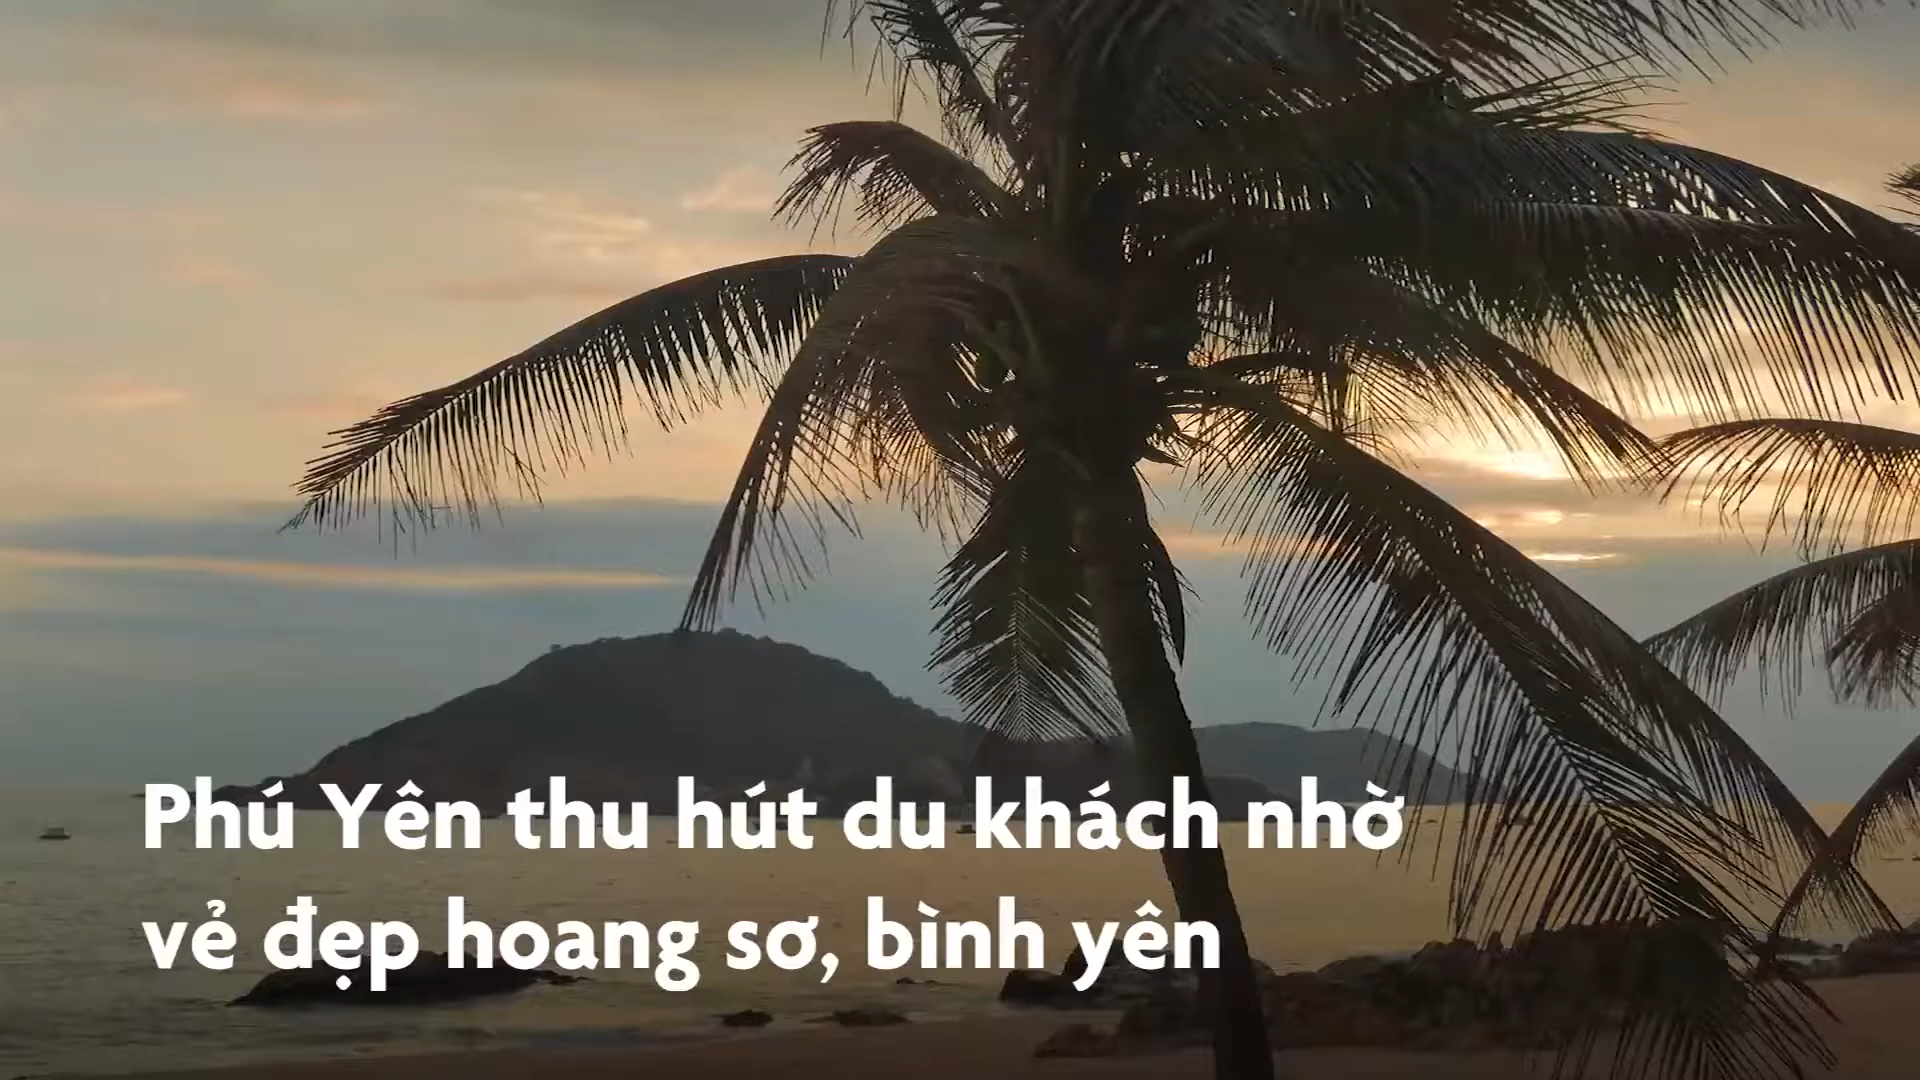 Phú Yên thu hút du khách nhờ
vẻ đẹp hoang sơ, bình yên